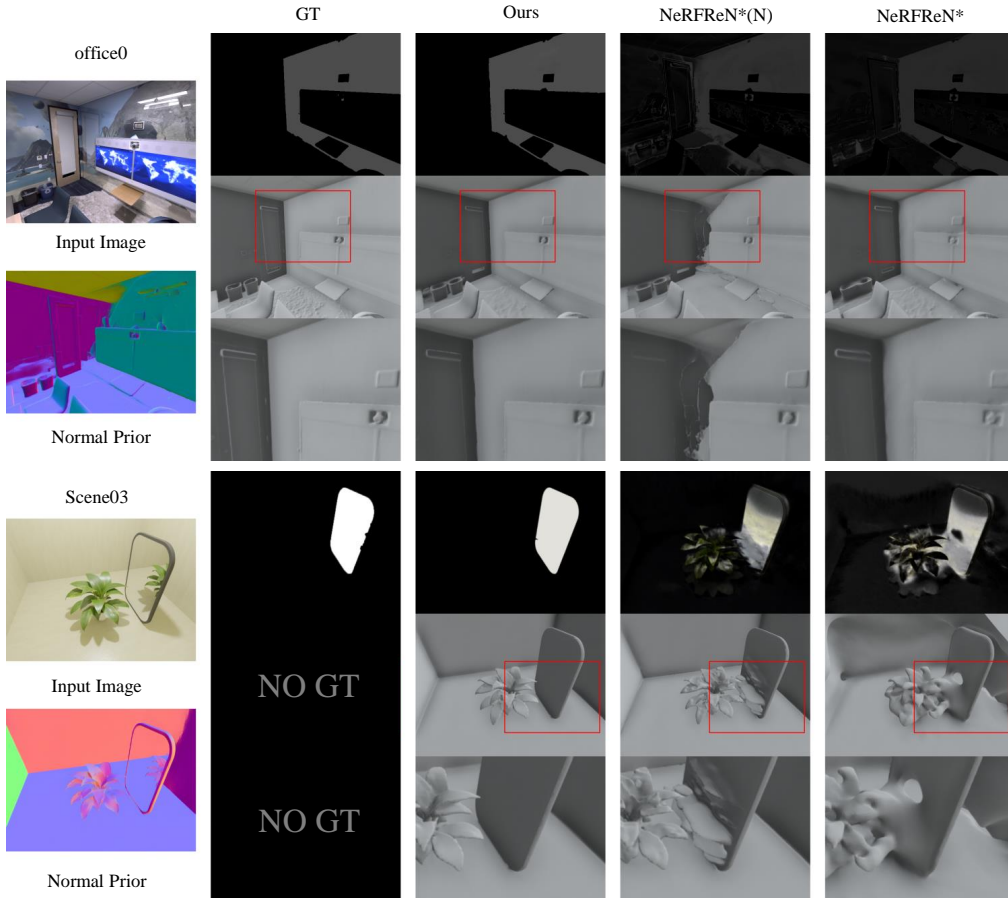 GT
Ours
NeRFReN*(N)
NeRFReN*
office0
Input Image
Normal Prior
Scene03
Input Image
Normal Prior
NO GT
NO GT